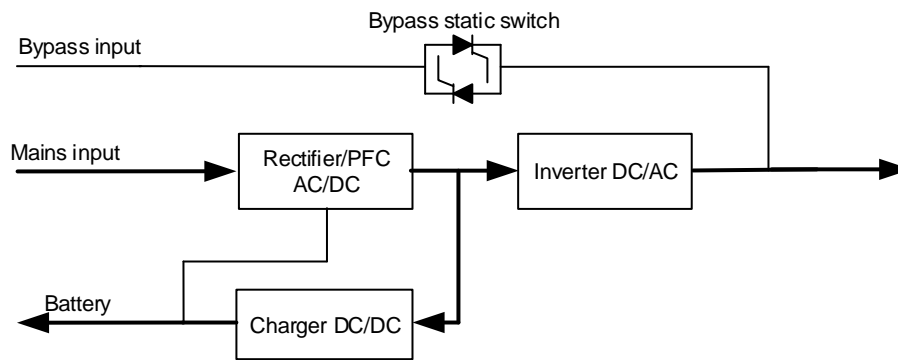 Bypass static switch
Bypass input
Mains input
Rectifier/PFC
AC/DC
Inverter DC/AC
Battery
Charger DC/DC